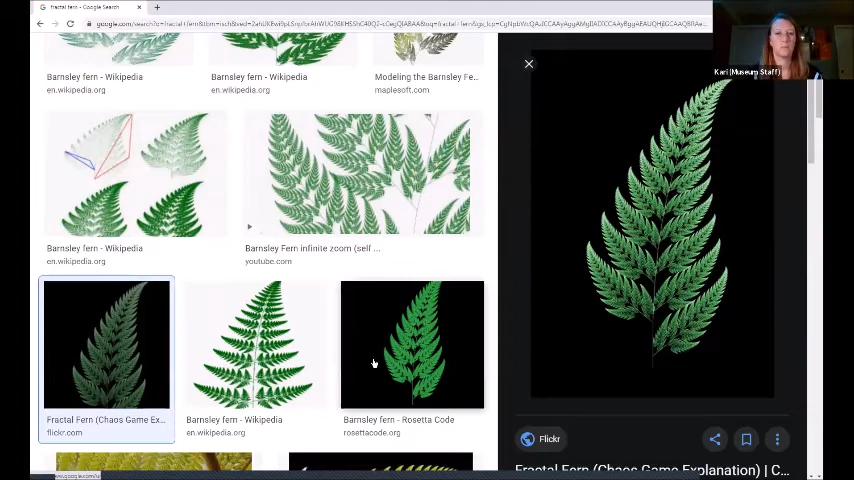 fractal fern - Google Search
Barnsley fern - Wikipedia
en.wikipedia.org
Barnsley fern - Wikipedia
en.wikipedia.org
Modeling the Barnsley Fe...
maplesoft.com
Kari (Museum Staff)
Barnsley fern - Wikipedia
en.wikipedia.org
Barnsley Fern infinite zoom (self ...
youtube.com
Fractal Fern (Chaos Game Ex...
flickr.com
Barnsley fern - Wikipedia
en.wikipedia.org
Barnsley fern - Rosetta Code
rosettacode.org
Flickr
Fractal Fern (Chaos Game Explanation) | C...